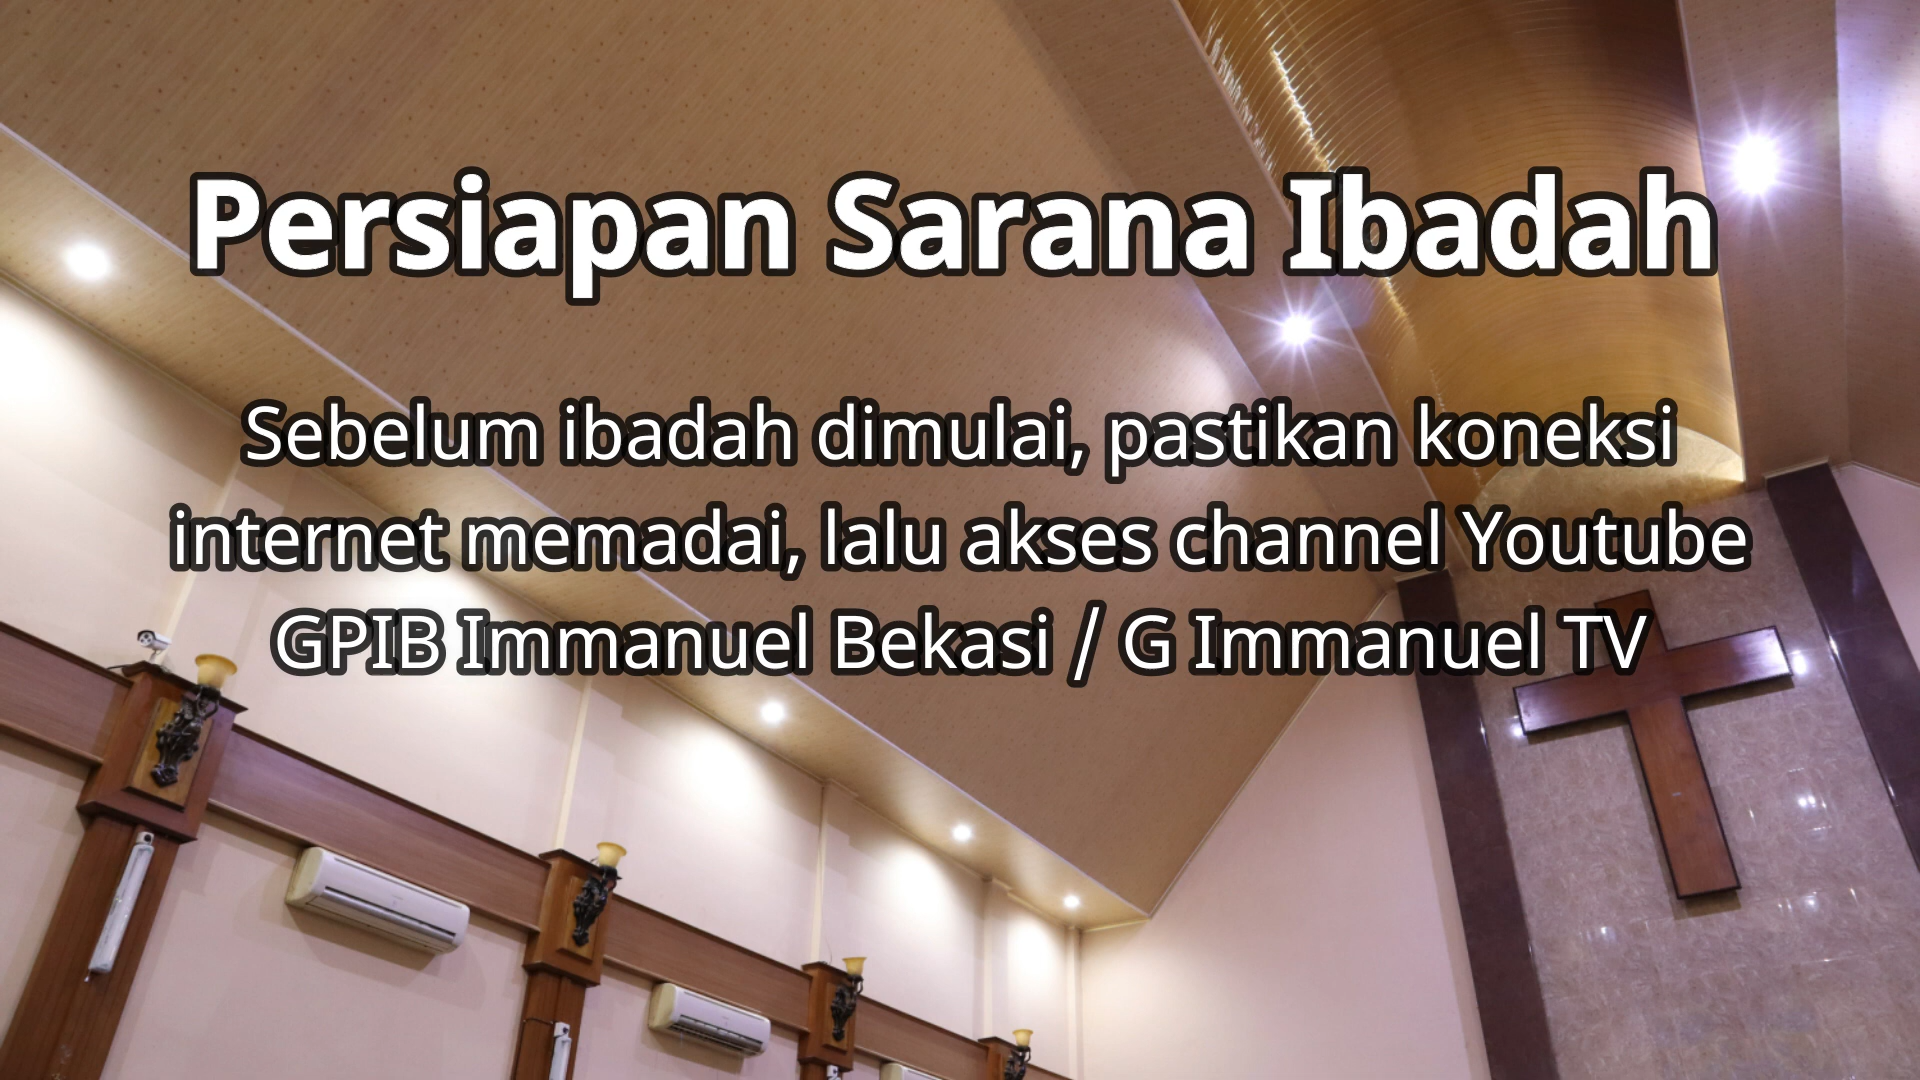 Persiapan Sarana Ibadah
Sebelum ibadah dimulai, pastikan koneksi
internet memadai, lalu akses channel Youtube
GPIB Immanuel Bekasi / G Immanuel TV